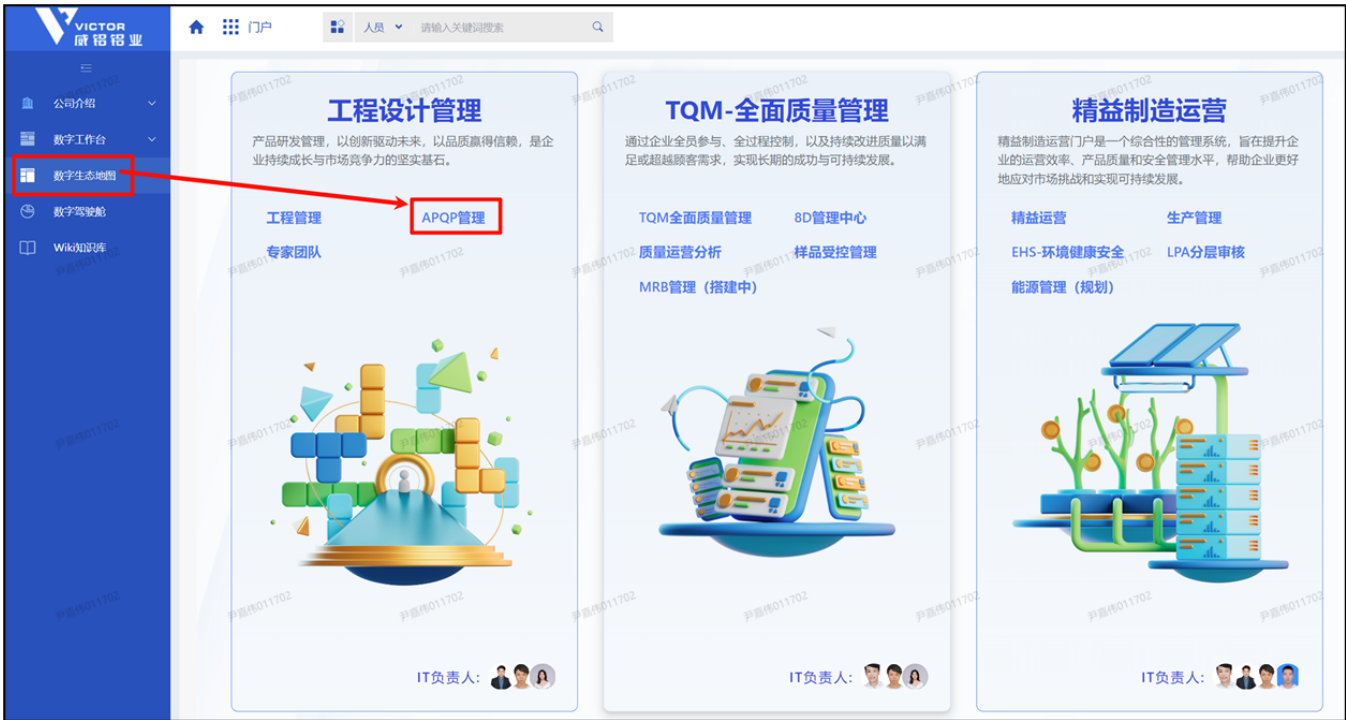 VICTOR
威铝铝业
门户
人员
请输入关键词搜索
公司介绍
数字工作台
数字生态地图
数字驾驶舱
Wiki知识库
工程设计管理
产品研发管理，以创新驱动未来，以品质赢得信赖，是企
业持续成长与市场竞争力的坚实基石。
工程管理
APQP管理
专家团队
IT负责人:
TQM-全面质量管理
通过企业全员参与、全过程控制，以及持续改进质量以满
足或超越顾客需求，实现长期的成功与可持续发展。
TQM全面质量管理
8D管理中心
质量运营分析
样品受控管理
MRB管理（搭建中）
IT负责人:
精益制造运营
精益制造运营门户是一个综合性的管理系统，旨在提升企
业的运营效率、产品质量和安全管理水平，帮助企业更好
地应对市场挑战和实现可持续发展。
精益运营
生产管理
EHS-环境健康安全
LPA分层审核
能源管理（规划）
IT负责人:
尹嘉伟011702